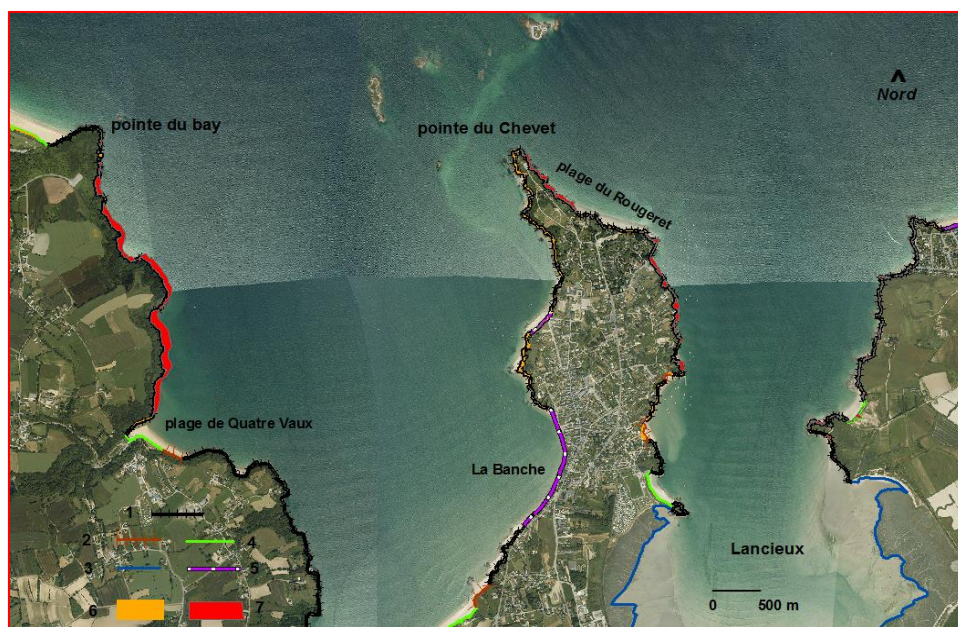 Nord
pointe du bay
pointe du Chevet
plage du Rougeret
plage de Quatre Vaux
La Banche
Lancieux
1
2
4
3
5
6
7
0 500 m